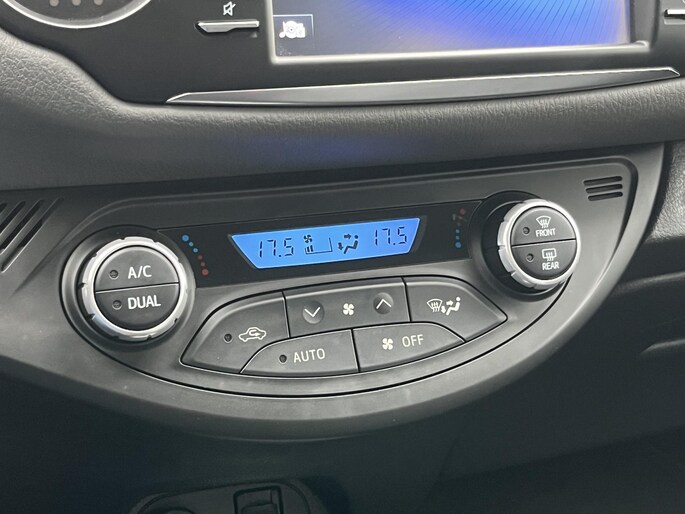 17.5 17.5
A/C
DUAL
FRONT
REAR
AUTO
OFF